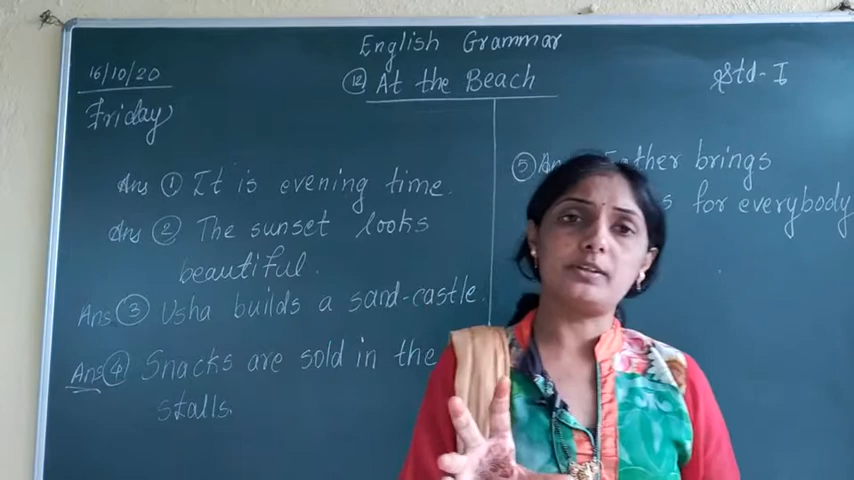 English Grammar
16/10/20
⑫ At the Beach
Std-I
Friday
Ans ① It is evening time.
Ans ② The sunset looks
beautiful.
Ans ③ Usha builds a sand-castle.
Ans ④ Snacks are sold in the
stalls.
⑤ Father brings
for everybody